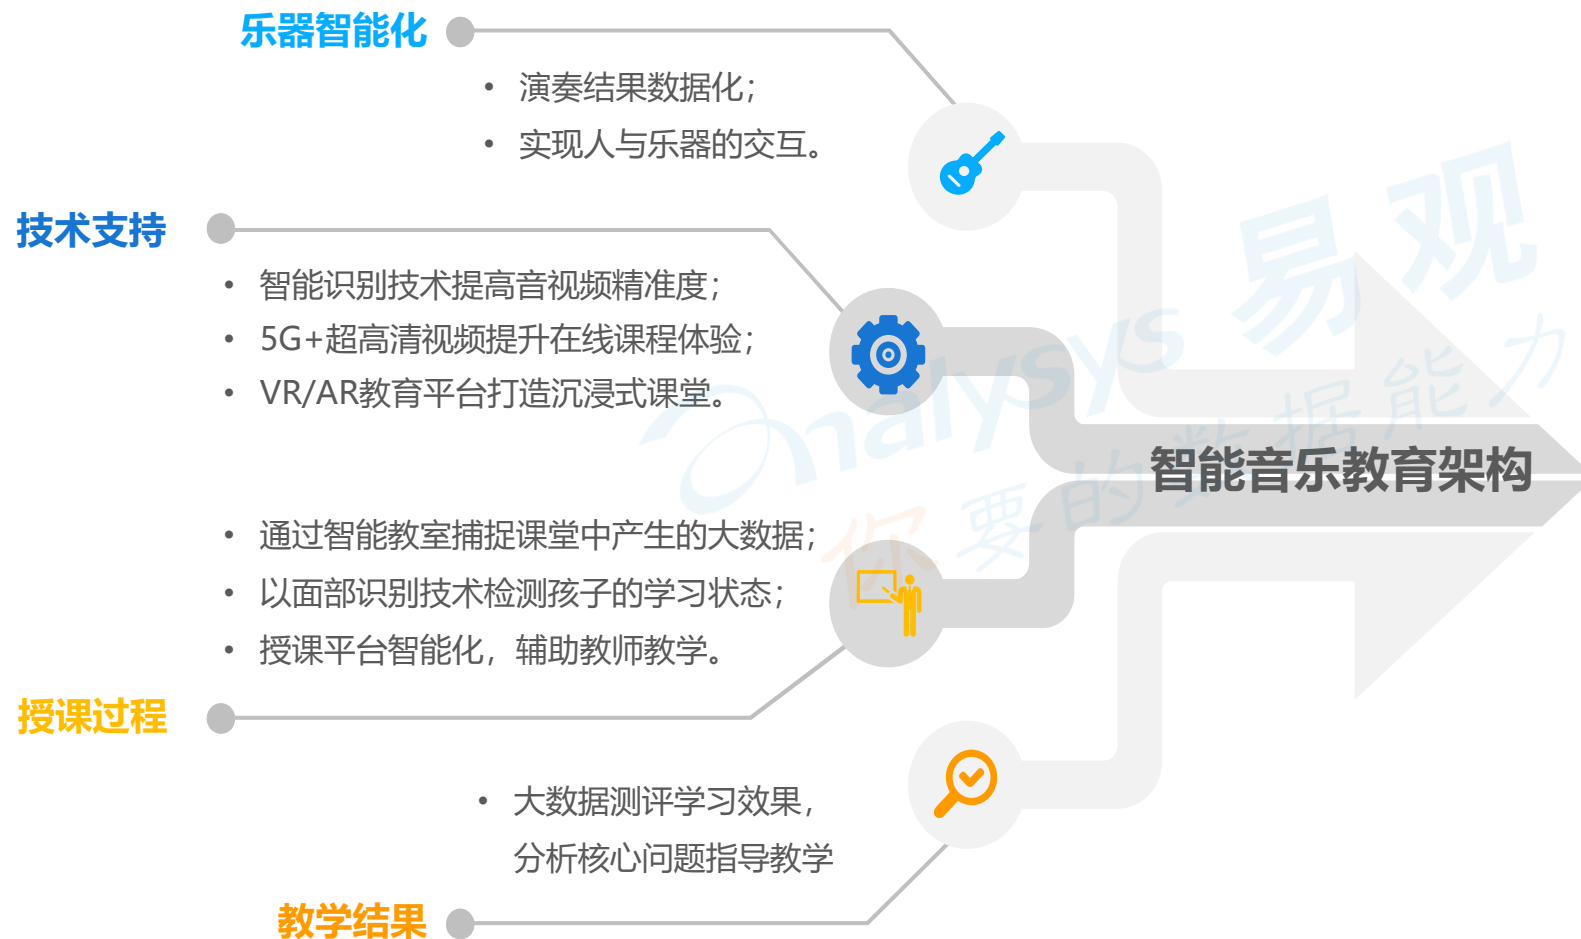 乐器智能化
• 演奏结果数据化；
• 实现人与乐器的交互。
技术支持
• 智能识别技术提高音视频精准度；
• 5G+超高清视频提升在线课程体验；
• VR/AR教育平台打造沉浸式课堂。
智能音乐教育架构
• 通过智能教室捕捉课堂中产生的大数据；
• 以面部识别技术检测孩子的学习状态；
• 授课平台智能化，辅助教师教学。
授课过程
• 大数据测评学习效果，
分析核心问题指导教学
教学结果
analysys 易观
你要的数据能力